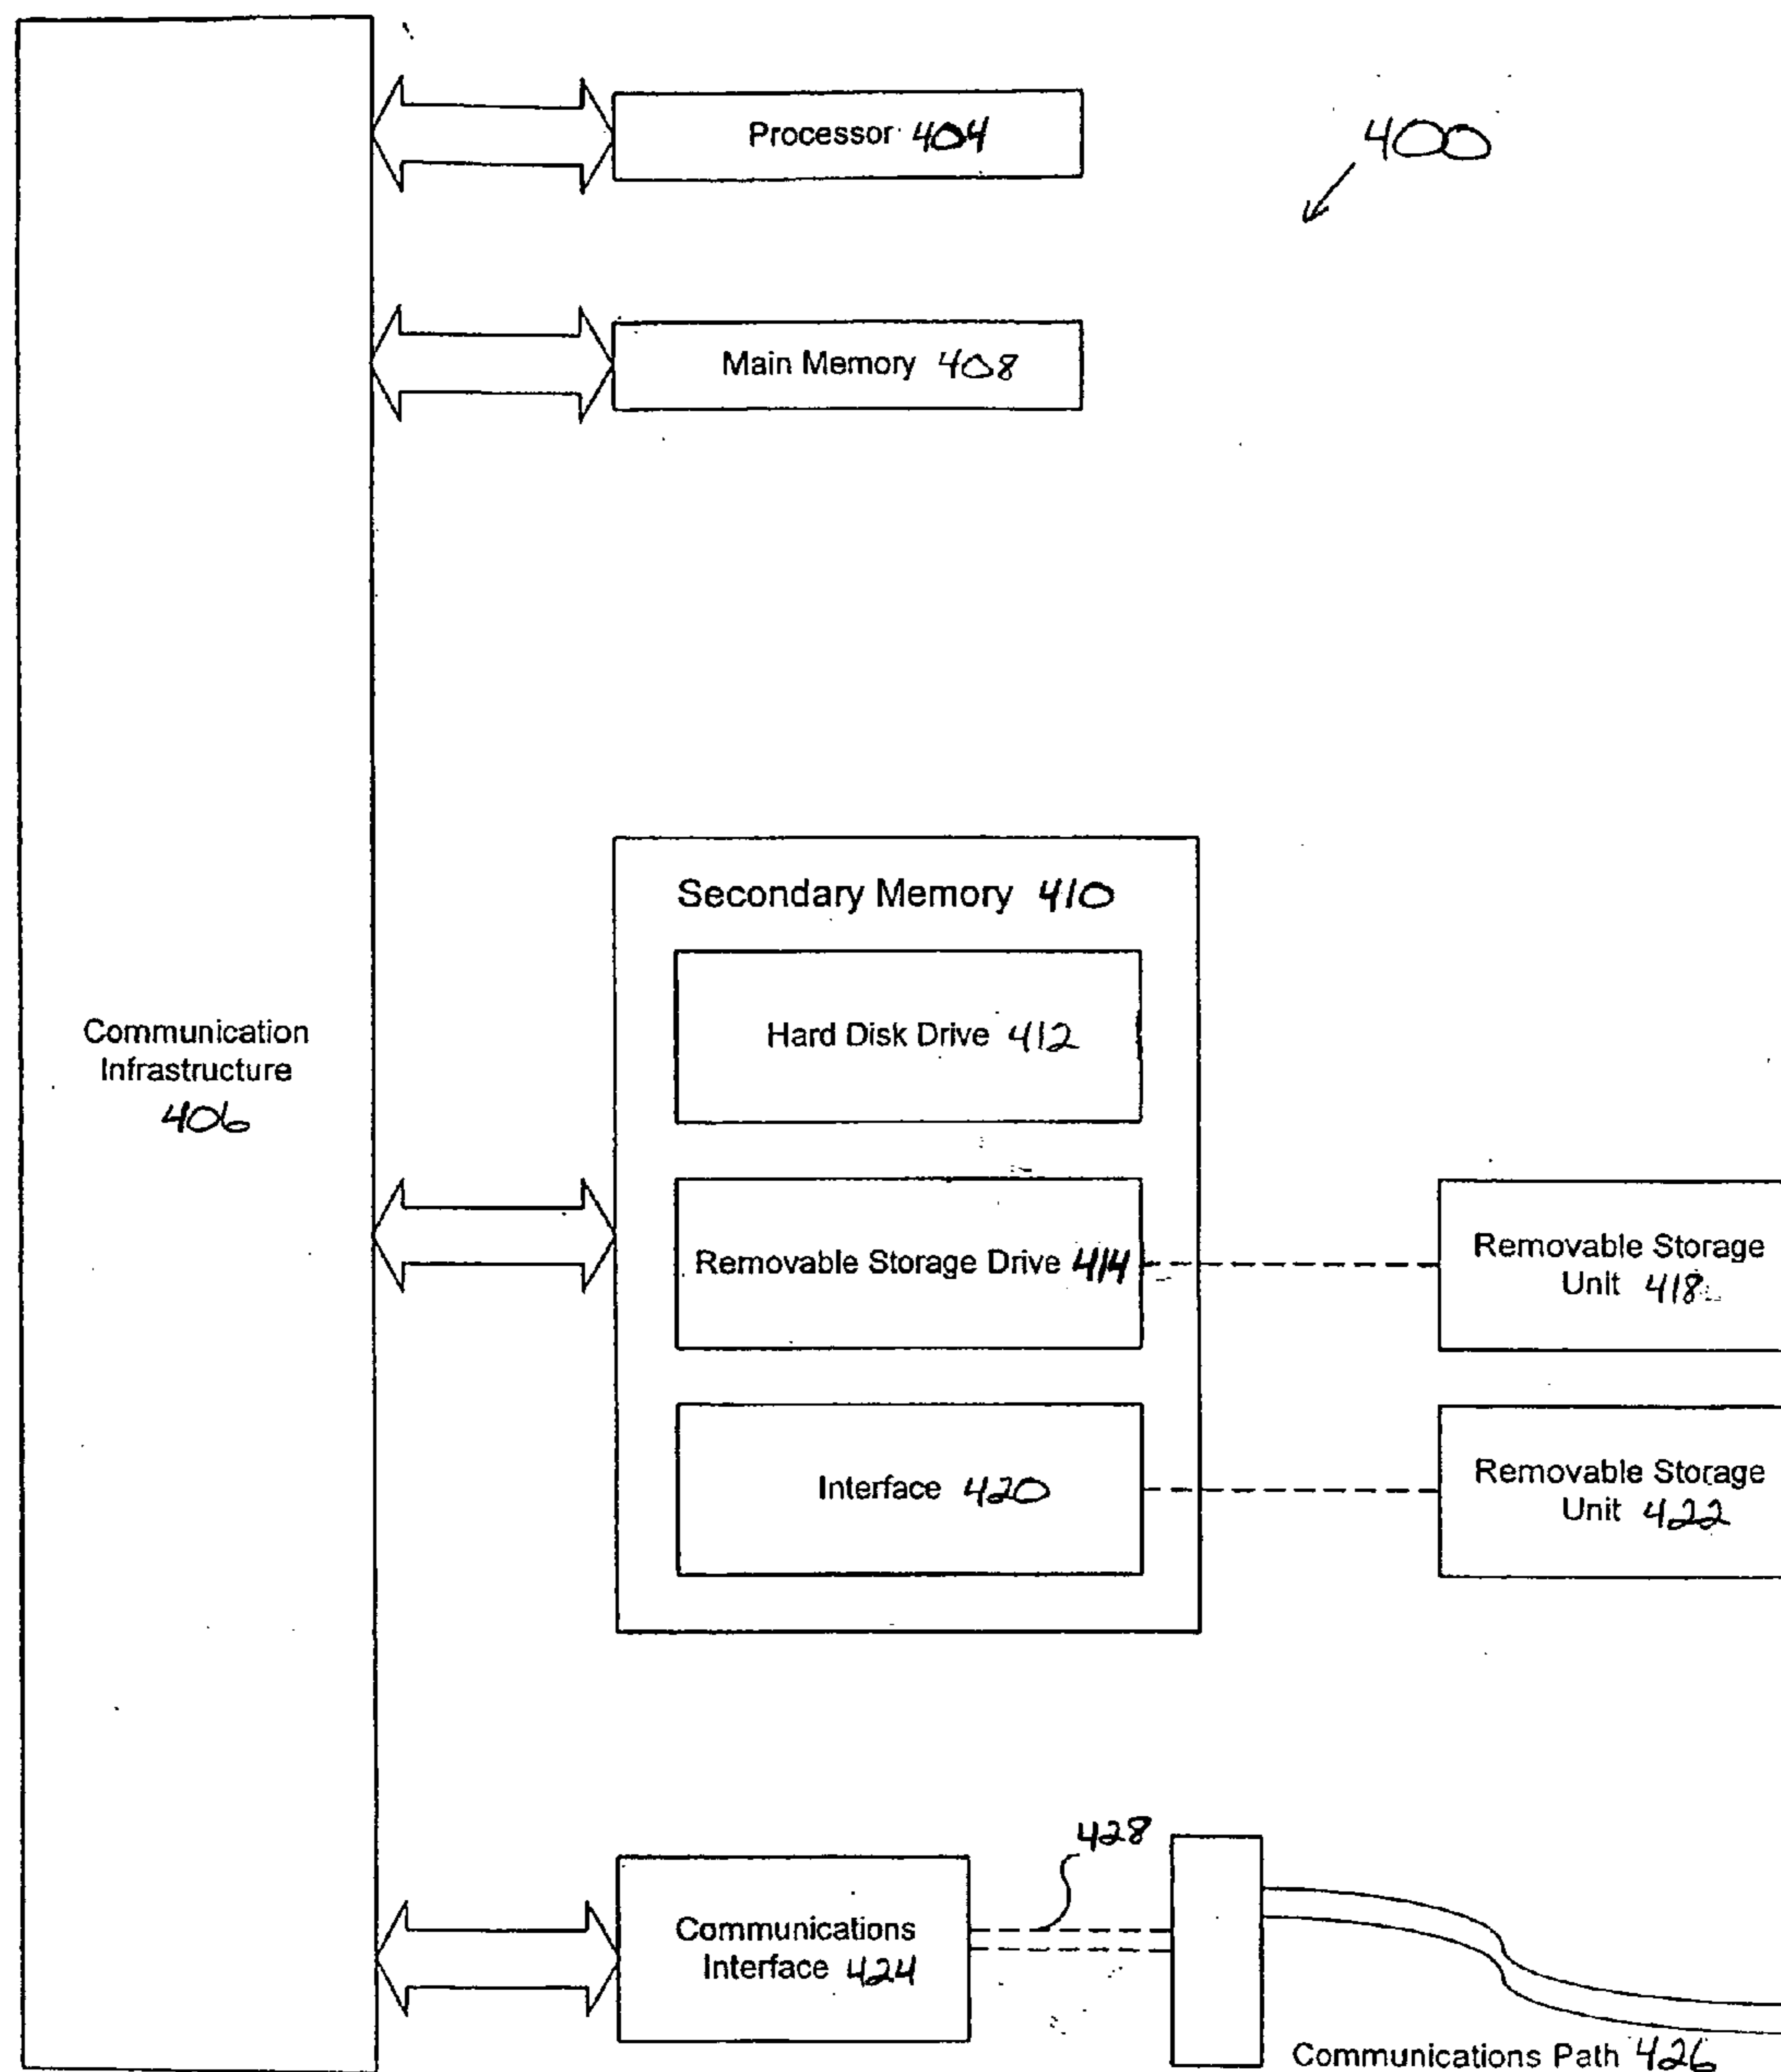 Processor 404
400
Main Memory 408
Secondary Memory 410
Hard Disk Drive 412
Communication
Infrastructure
406
Removable Storage Drive 414
Removable Storage
Unit 418
Interface 420
Removable Storage
Unit 422
428
Communications
Interface 424
Communications Path 426